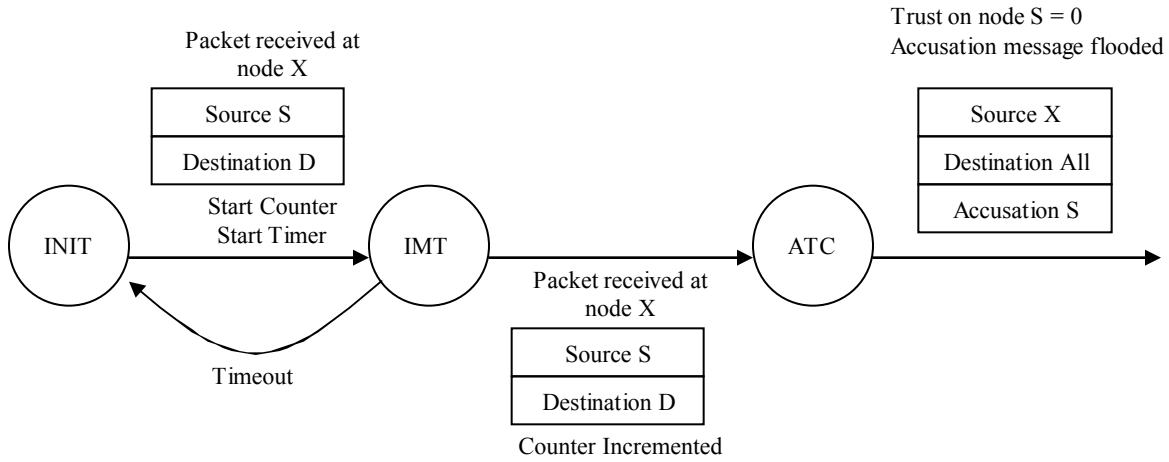 Packet received at
node X
Source S
Destination D
Start Counter
Start Timer
INIT
IMT
Timeout
Packet received at
node X
Source S
Destination D
Counter Incremented
ATC
Trust on node S = 0
Accusation message flooded
Source X
Destination All
Accusation S